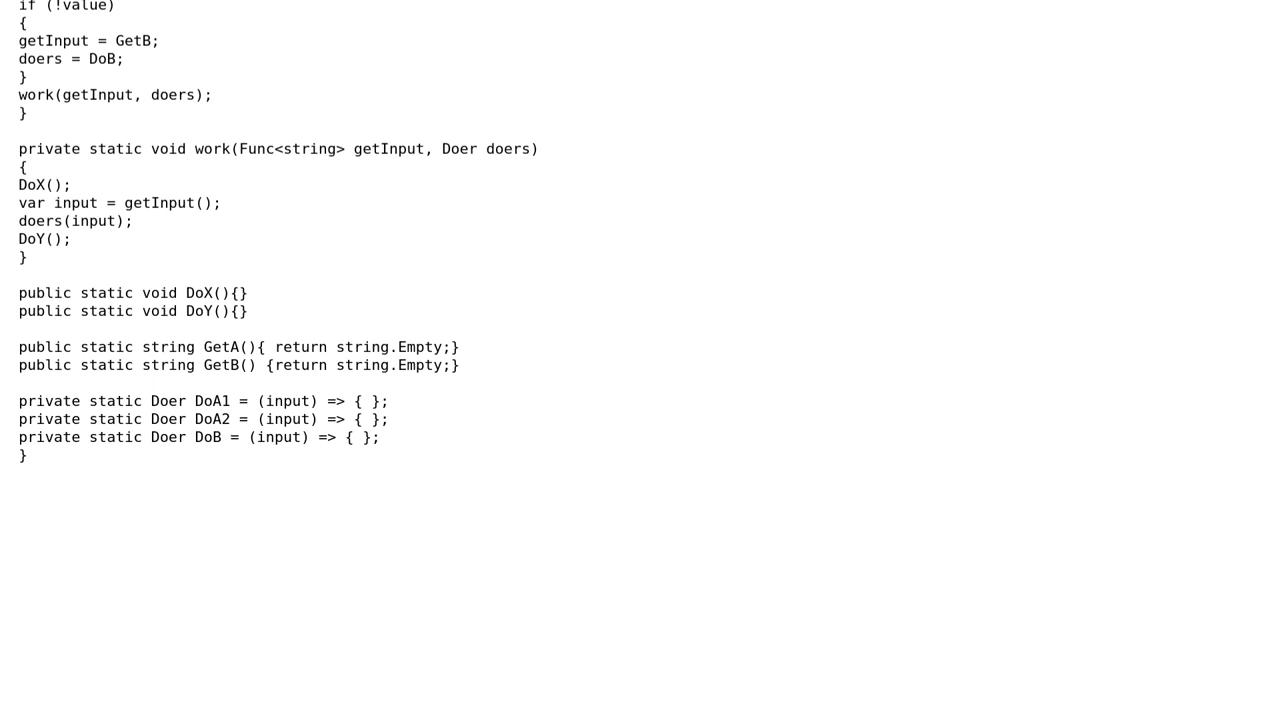 if (!value)
{
getInput = GetB;
doers = DoB;
}
work(getInput, doers);
}
private static void work(Func<string> getInput, Doer doers)
{
DoX();
var input = getInput();
doers(input);
DoY();
}
public static void DoX(){}
public static void DoY(){}
public static string GetA(){ return string.Empty;}
public static string GetB() {return string.Empty;}
private static Doer DoA1 = (input) => { };
private static Doer DoA2 = (input) => { };
private static Doer DoB = (input) => { };
}